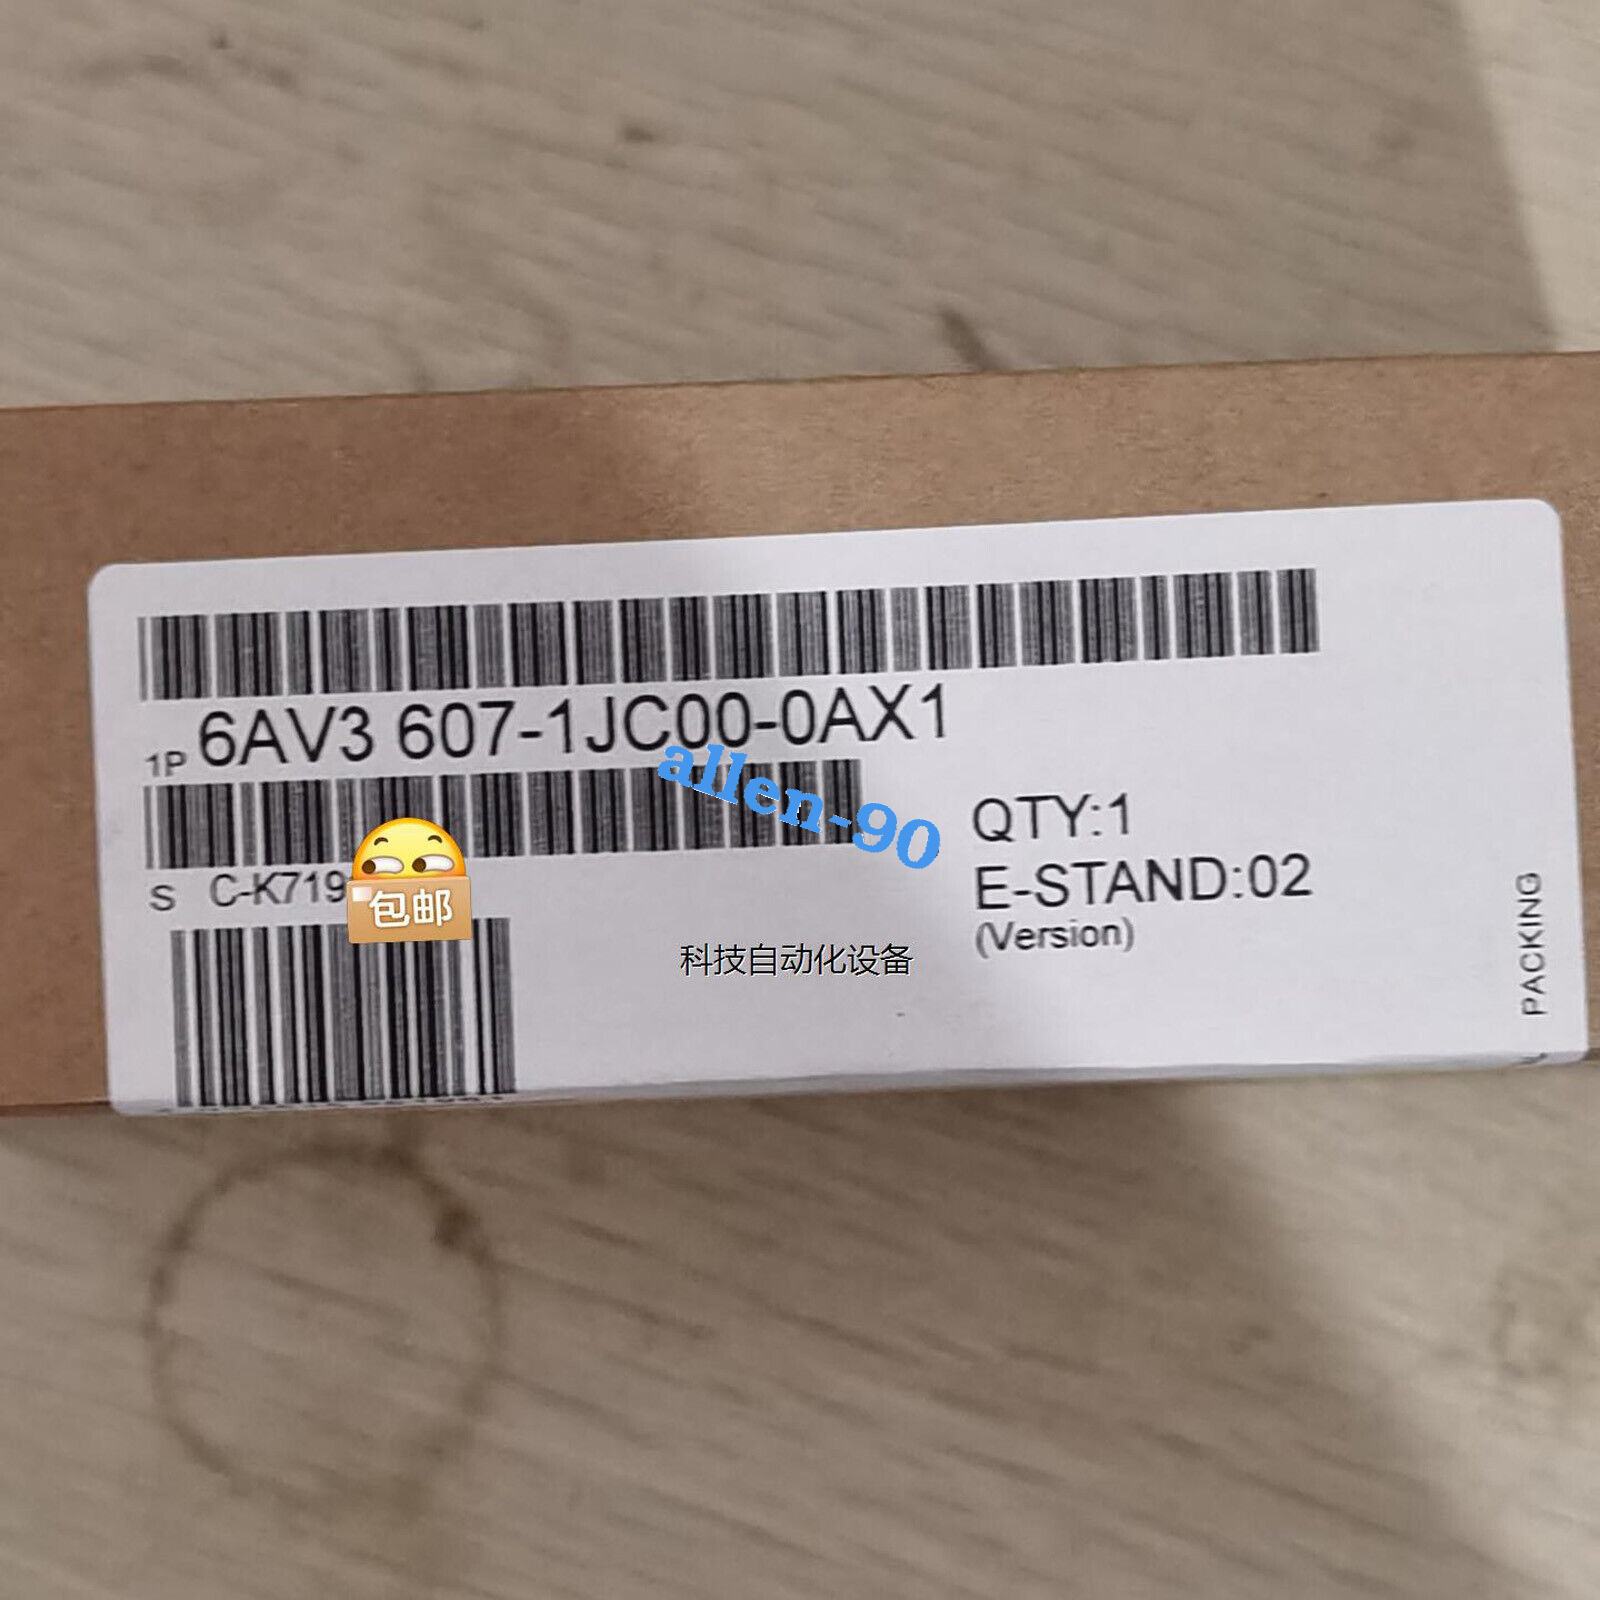 1P 6AV3 607-1JC00-0AX1
allen-90
S C-K719
包邮
QTY:1
E-STAND:02
(Version)
科技自动化设备
PACKING